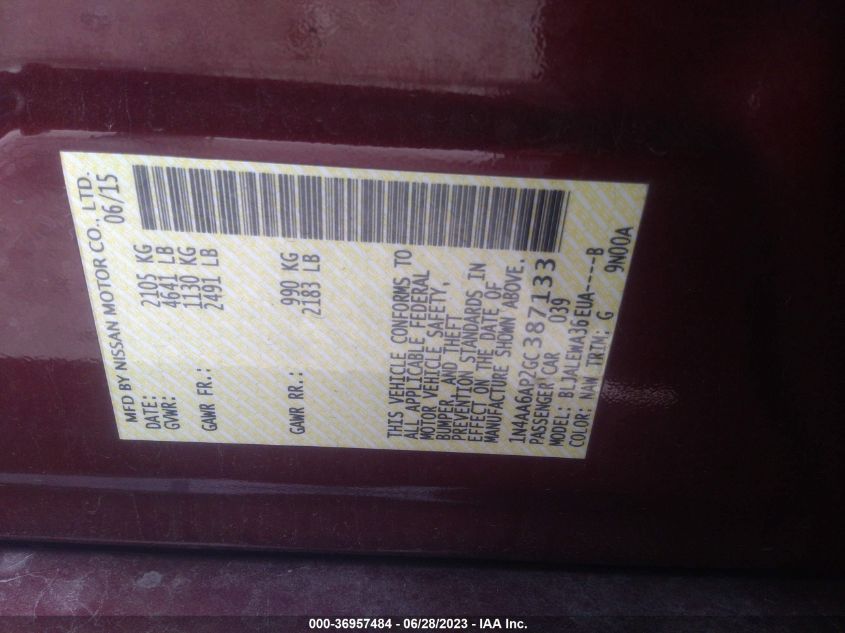 MFD BY NISSAN MOTOR CO., LTD.
DATE: 06/15
GVWR: 2105 KG
4641 LB
GAWR FR.: 1130 KG
2491 LB
GAWR RR.: 990 KG
2183 LB
THIS VEHICLE CONFORMS TO
ALL APPLICABLE FEDERAL
MOTOR VEHICLE SAFETY,
BUMPER, AND THEFT
PREVENTION STANDARDS IN
EFFECT ON THE DATE OF
MANUFACTURE SHOWN ABOVE.
1N4AA6AP2GC387133
PASSENGER CAR 039
MODEL: BLJALEWA36EUA----B
COLOR: NAW TRIM: G 9N00A
000-36957484 - 06/28/2023 - IAA Inc.